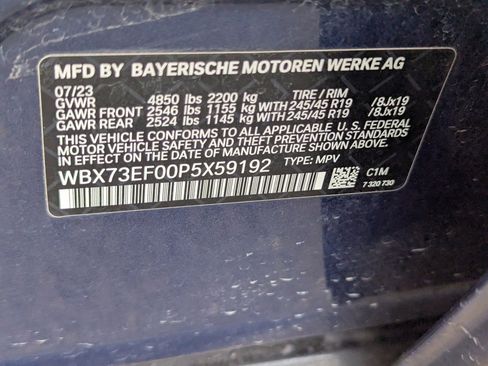 MFD BY BAYERISCHE MOTOREN WERKE AG
07/23
GVWR 4850 lbs 2200 kg TIRE / RIM
GAWR FRONT 2546 lbs 1155 kg WITH 245/45 R19 /8Jx19
GAWR REAR 2524 lbs 1145 kg WITH 245/45 R19 /8Jx19
THIS VEHICLE CONFORMS TO ALL APPLICABLE U. S. FEDERAL
MOTOR VEHICLE SAFETY AND THEFT PREVENTION STANDARDS
IN EFFECT ON THE DATE OF MANUFACTURE SHOWN ABOVE.
WBX73EF00P5X59192 TYPE: MPV
C1M
7 320 730